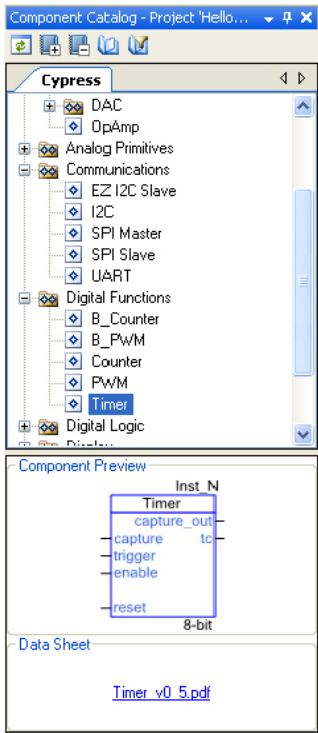 Component Catalog - Project 'Hello...
Cypress
DAC
OpAmp
Analog Primitives
Communications
EZ I2C Slave
I2C
SPI Master
SPI Slave
UART
Digital Functions
B_Counter
B_PWM
Counter
PWM
Timer
Digital Logic
Display
Component Preview
Inst_N
Timer
capture_out
capture tc
trigger
enable
reset
8-bit
Data Sheet
Timer_v0_5.pdf